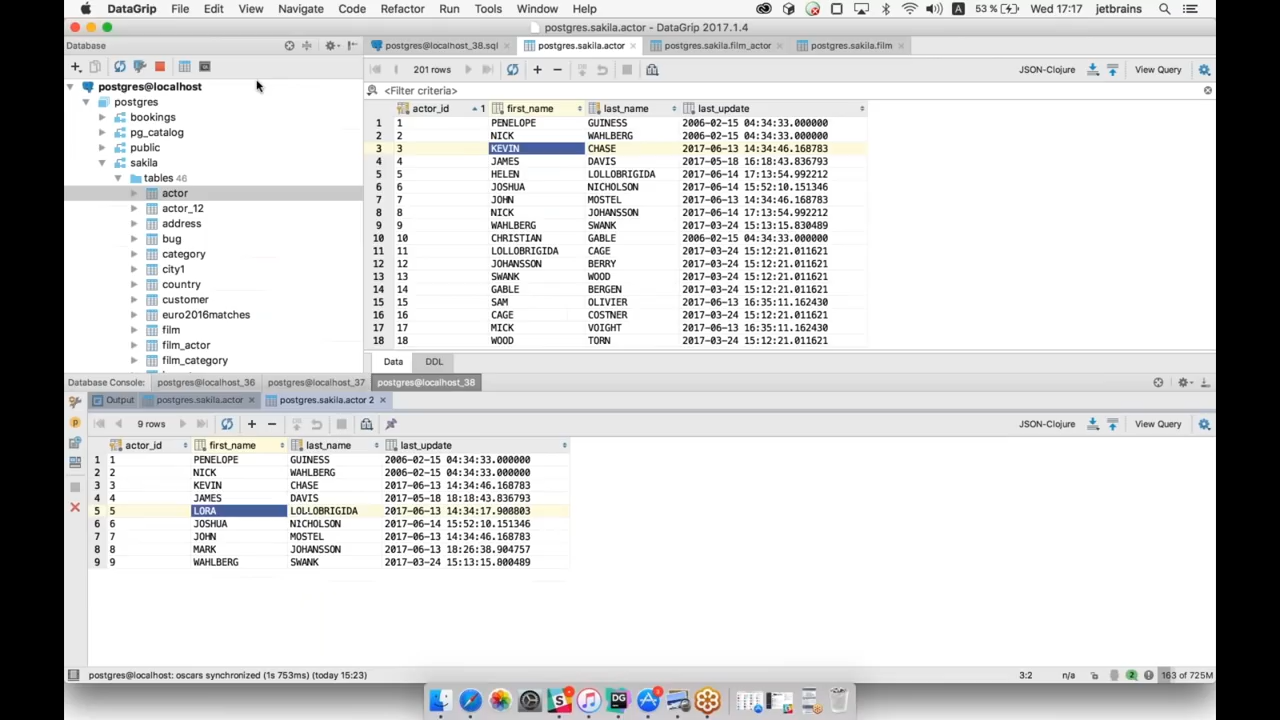 DataGrip File Edit View Navigate Code Refactor Run Tools Window Help 53 % Wed 17:17 jetbrains
postgres.sakila.actor - DataGrip 2017.1.4
Database
postgres@localhost_38.sql postgres.sakila.actor postgres.sakila.film_actor postgres.sakila.film
201 rows JSON-Clojure View Query
<Filter criteria>
postgres@localhost
postgres
bookings
pg_catalog
public
sakila
tables 46
actor
actor_12
address
bug
category
city1
country
customer
euro2016matches
film
film_actor
film_category
actor_id 1 first_name last_name last_update
1 1 PENELOPE GUINESS 2006-02-15 04:34:33.000000
2 2 NICK WAHLBERG 2006-02-15 04:34:33.000000
3 3 KEVIN CHASE 2017-06-13 14:34:46.168783
4 4 JAMES DAVIS 2017-05-18 16:18:43.836793
5 5 HELEN LOLLOBRIGIDA 2017-06-14 17:13:54.992212
6 6 JOSHUA NICHOLSON 2017-06-14 15:52:10.151346
7 7 JOHN MOSTEL 2017-06-13 14:34:46.168783
8 8 NICK JOHANSSON 2017-06-14 17:13:54.992212
9 9 WAHLBERG SWANK 2017-03-24 15:13:15.830489
10 10 CHRISTIAN GABLE 2006-02-15 04:34:33.000000
11 11 LOLLOBRIGIDA CAGE 2017-03-24 15:12:21.011621
12 12 JOHANSSON BERRY 2017-03-24 15:12:21.011621
13 13 SWANK WOOD 2017-03-24 15:12:21.011621
14 14 GABLE BERGEN 2017-03-24 15:12:21.011621
15 15 SAM OLIVIER 2017-06-13 16:35:11.162430
16 16 CAGE COSTNER 2017-03-24 15:12:21.011621
17 17 MICK VOIGHT 2017-06-13 16:35:11.162430
18 18 WOOD TORN 2017-03-24 15:12:21.011621
Data DDL
Database Console: postgres@localhost_36 postgres@localhost_37 postgres@localhost_38
Output postgres.sakila.actor postgres.sakila.actor 2
9 rows JSON-Clojure View Query
actor_id first_name last_name last_update
1 1 PENELOPE GUINESS 2006-02-15 04:34:33.000000
2 2 NICK WAHLBERG 2006-02-15 04:34:33.000000
3 3 KEVIN CHASE 2017-06-13 14:34:46.168783
4 4 JAMES DAVIS 2017-05-18 18:18:43.836793
5 5 LORA LOLLOBRIGIDA 2017-06-13 14:34:17.908803
6 6 JOSHUA NICHOLSON 2017-06-14 15:52:10.151346
7 7 JOHN MOSTEL 2017-06-13 14:34:46.168783
8 8 MARK JOHANSSON 2017-06-13 18:26:38.904757
9 9 WAHLBERG SWANK 2017-03-24 15:13:15.800489
postgres@localhost: oscars synchronized (1s 753ms) (today 15:23) 3:2 n/a 2 163 of 725M
DG